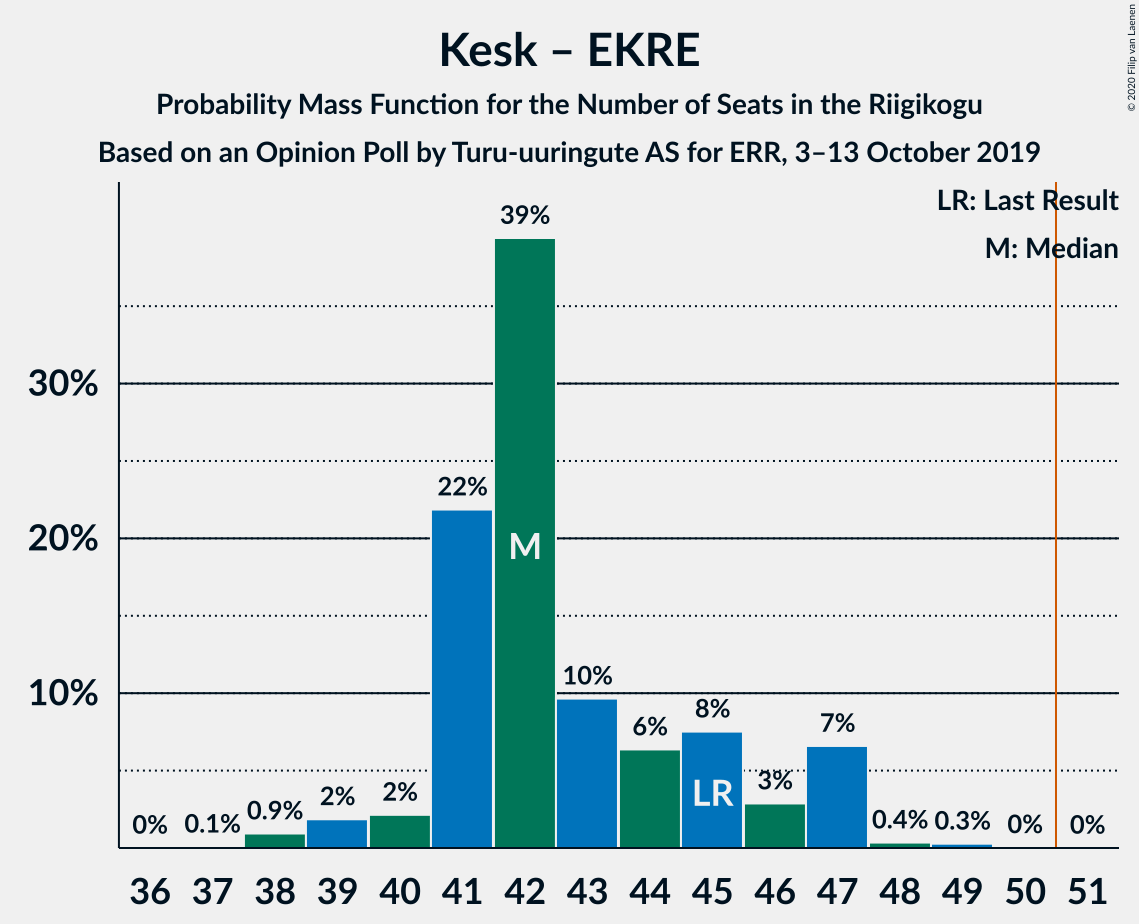 Kesk – EKRE
Probability Mass Function for the Number of Seats in the Riigikogu
Based on an Opinion Poll by Turu-uuringute AS for ERR, 3–13 October 2019
© 2020 Filip van Laenen
LR: Last Result
M: Median
39%
30%
22%
20%
M
10%
10%
8%
7%
6%
3%
LR
0%
0.1%
0.9%
2%
2%
0.4%
0.3%
0%
0%
36 37 38 39 40 41 42 43 44 45 46 47 48 49 50 51